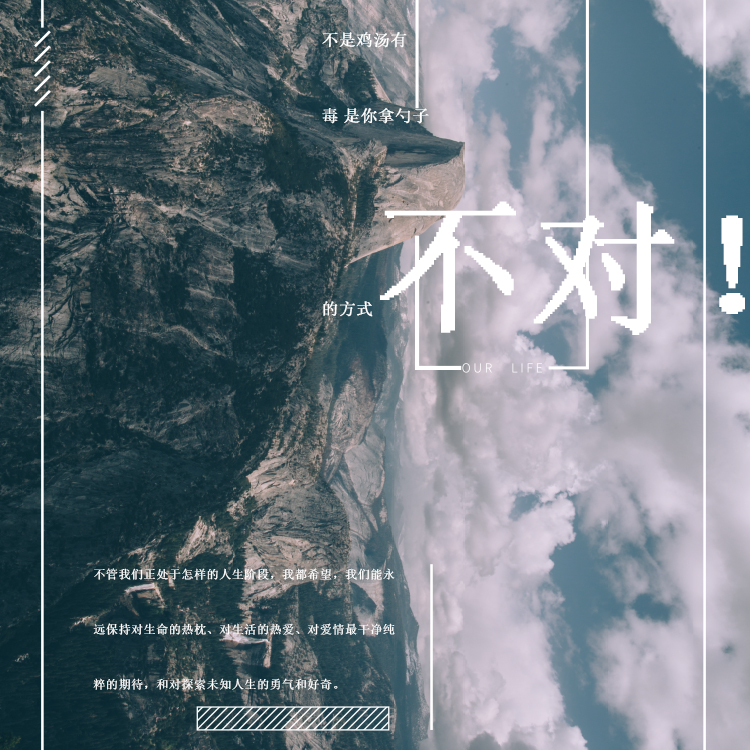 不是鸡汤有
毒 是你拿勺子
的方式
不对！
OUR LIFE
不管我们正处于怎样的人生阶段，我都希望，我们能永
远保持对生命的热枕、对生活的热爱、对爱情最干净纯
粹的期待，和对探索未知人生的勇气和好奇。